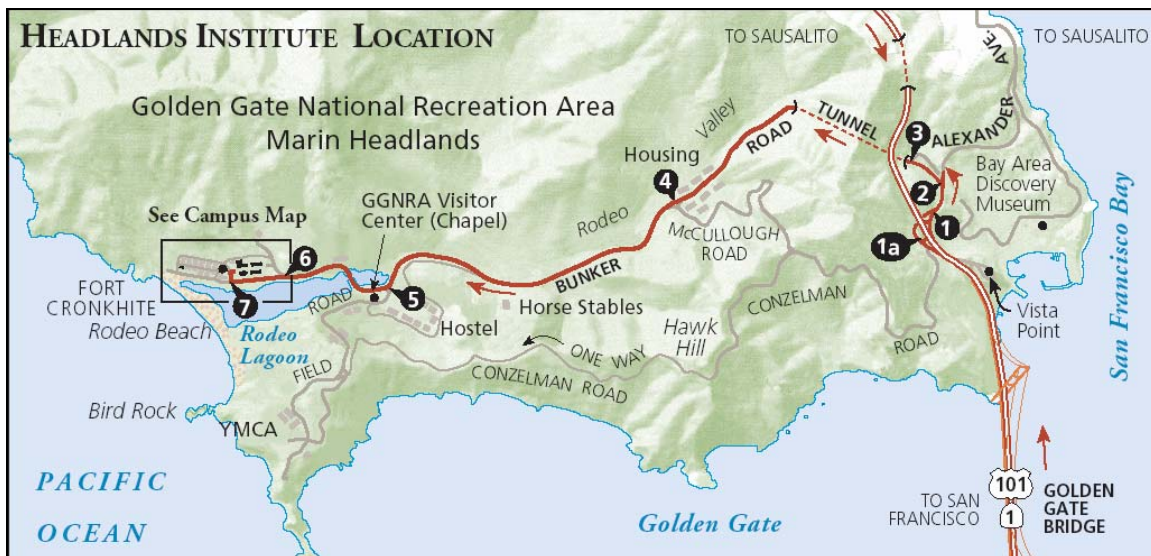 HEADLANDS INSTITUTE LOCATION
TO SAUSALITO
TO SAUSALITO
AVE.
Golden Gate National Recreation Area
Marin Headlands
Valley
ROAD
TUNNEL
3
ALEXANDER
Housing
4
Bay Area
Discovery
Museum
2
1
1a
San Francisco Bay
GGNRA Visitor
Center (Chapel)
See Campus Map
Rodeo
McCULLOUGH
ROAD
6
BUNKER
FORT
CRONKHITE
7
ROAD
5
Horse Stables
CONZELMAN
Rodeo Beach
Rodeo
Lagoon
Hostel
Hawk
Hill
ROAD
Vista
Point
FIELD
ONE WAY
CONZELMAN ROAD
Bird Rock
YMCA
PACIFIC
OCEAN
Golden Gate
TO SAN
FRANCISCO
101
1
GOLDEN
GATE
BRIDGE